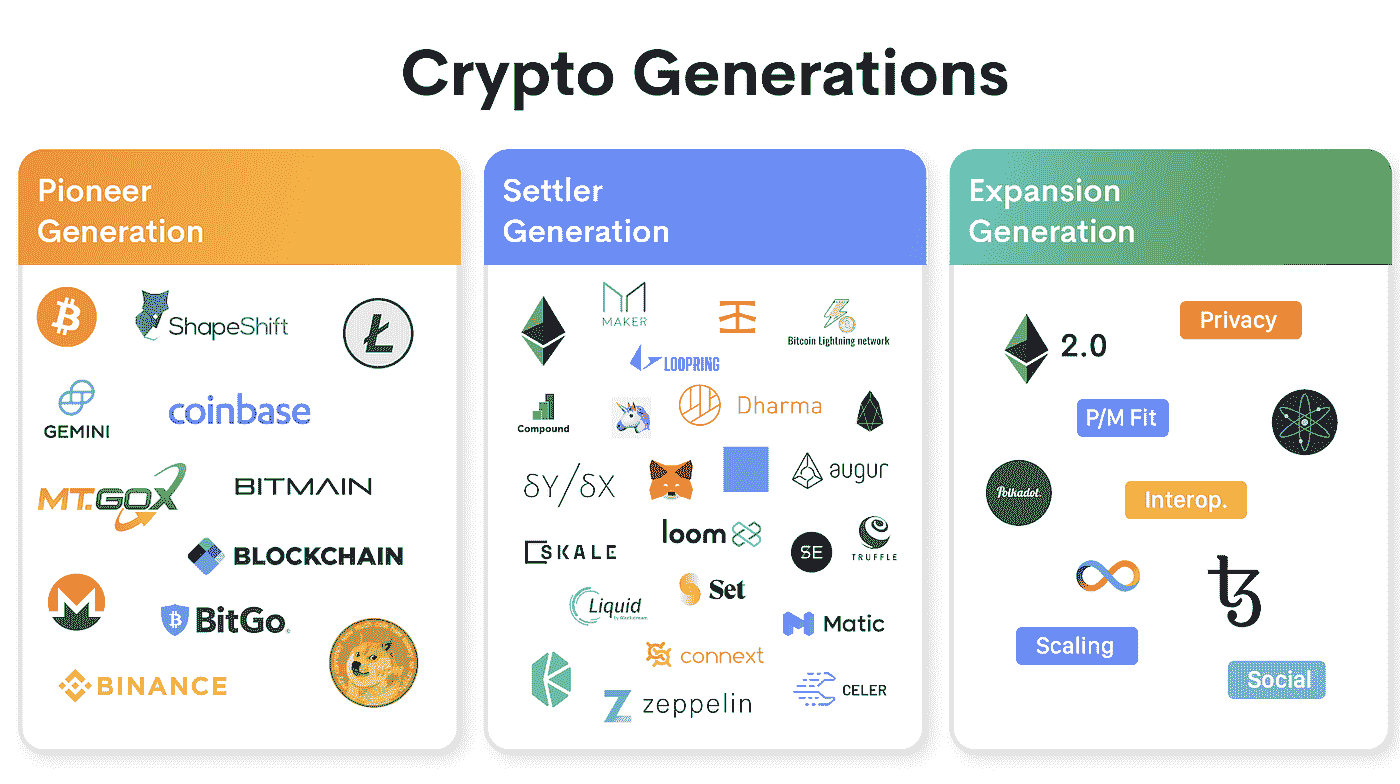 Crypto Generations
Pioneer
Generation
ShapeShift
GEMINI
coinbase
MT.GOX
BITMAIN
BLOCKCHAIN
BitGo
BINANCE
Settler
Generation
MAKER
Bitcoin Lightning network
LOOPRING
Compound
Dharma
δY/δX
augur
SKALE
loom
SE
TRUFFLE
Liquid
Set
Matic
connext
zeppelin
CELER
Expansion
Generation
2.0
Privacy
P/M Fit
Polkadot.
Interop.
Scaling
Social